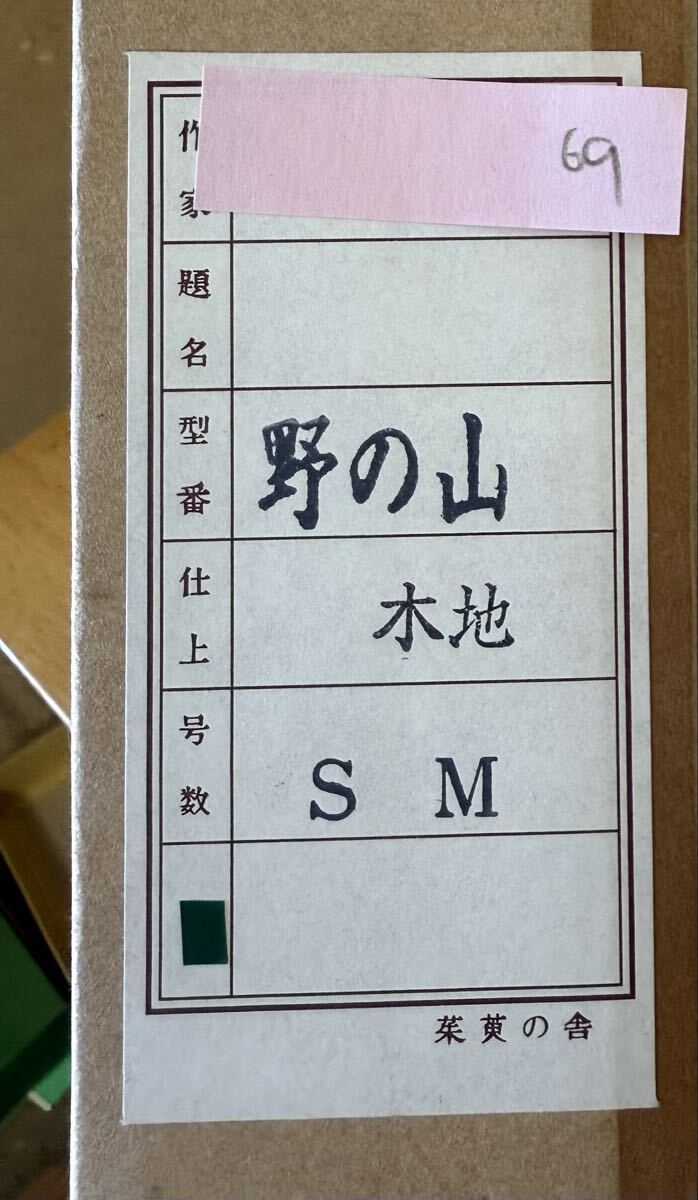 69
作家
題名
型番 野の山
仕上 木地
号数 S M
茱萸の舎